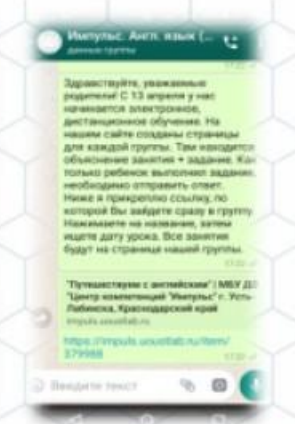 Импульс. Англ. язык (...
данные группы
Здравствуйте, уважаемые
родители! С 13 апреля у нас
начинается электронное,
дистанционное обучение. На
нашем сайте созданы страницы
для каждой группы. Там находится
объяснение занятия + задание. Как
только ребенок выполнил задание,
необходимо отправить ответ.
Ниже я прикреплю ссылку, по
которой Вы зайдете сразу в группу.
Нажимаете на название, затем
ищете дату урока. Все занятия
будут на странице нашей группы.
"Путешествуем с английским" | МБУ ДО
"Центр компетенций "Импульс" г. Усть-
Лабинска, Краснодарский край
impuls.uoustlab.ru
https://impuls.uoustlab.ru/item/
379988
Введите текст